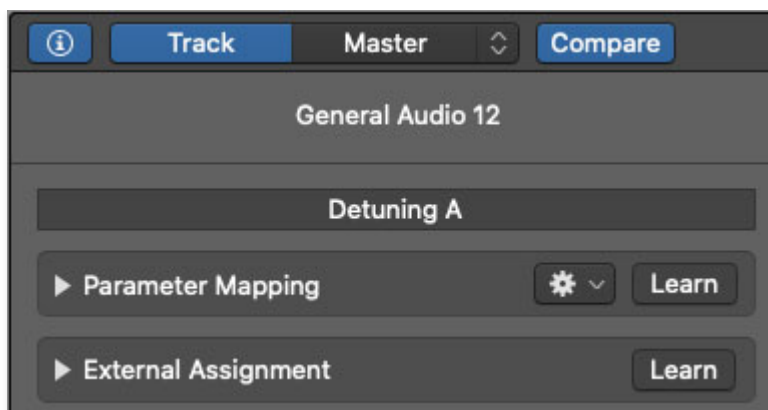 Track Master Compare
General Audio 12
Detuning A
Parameter Mapping Learn
External Assignment Learn